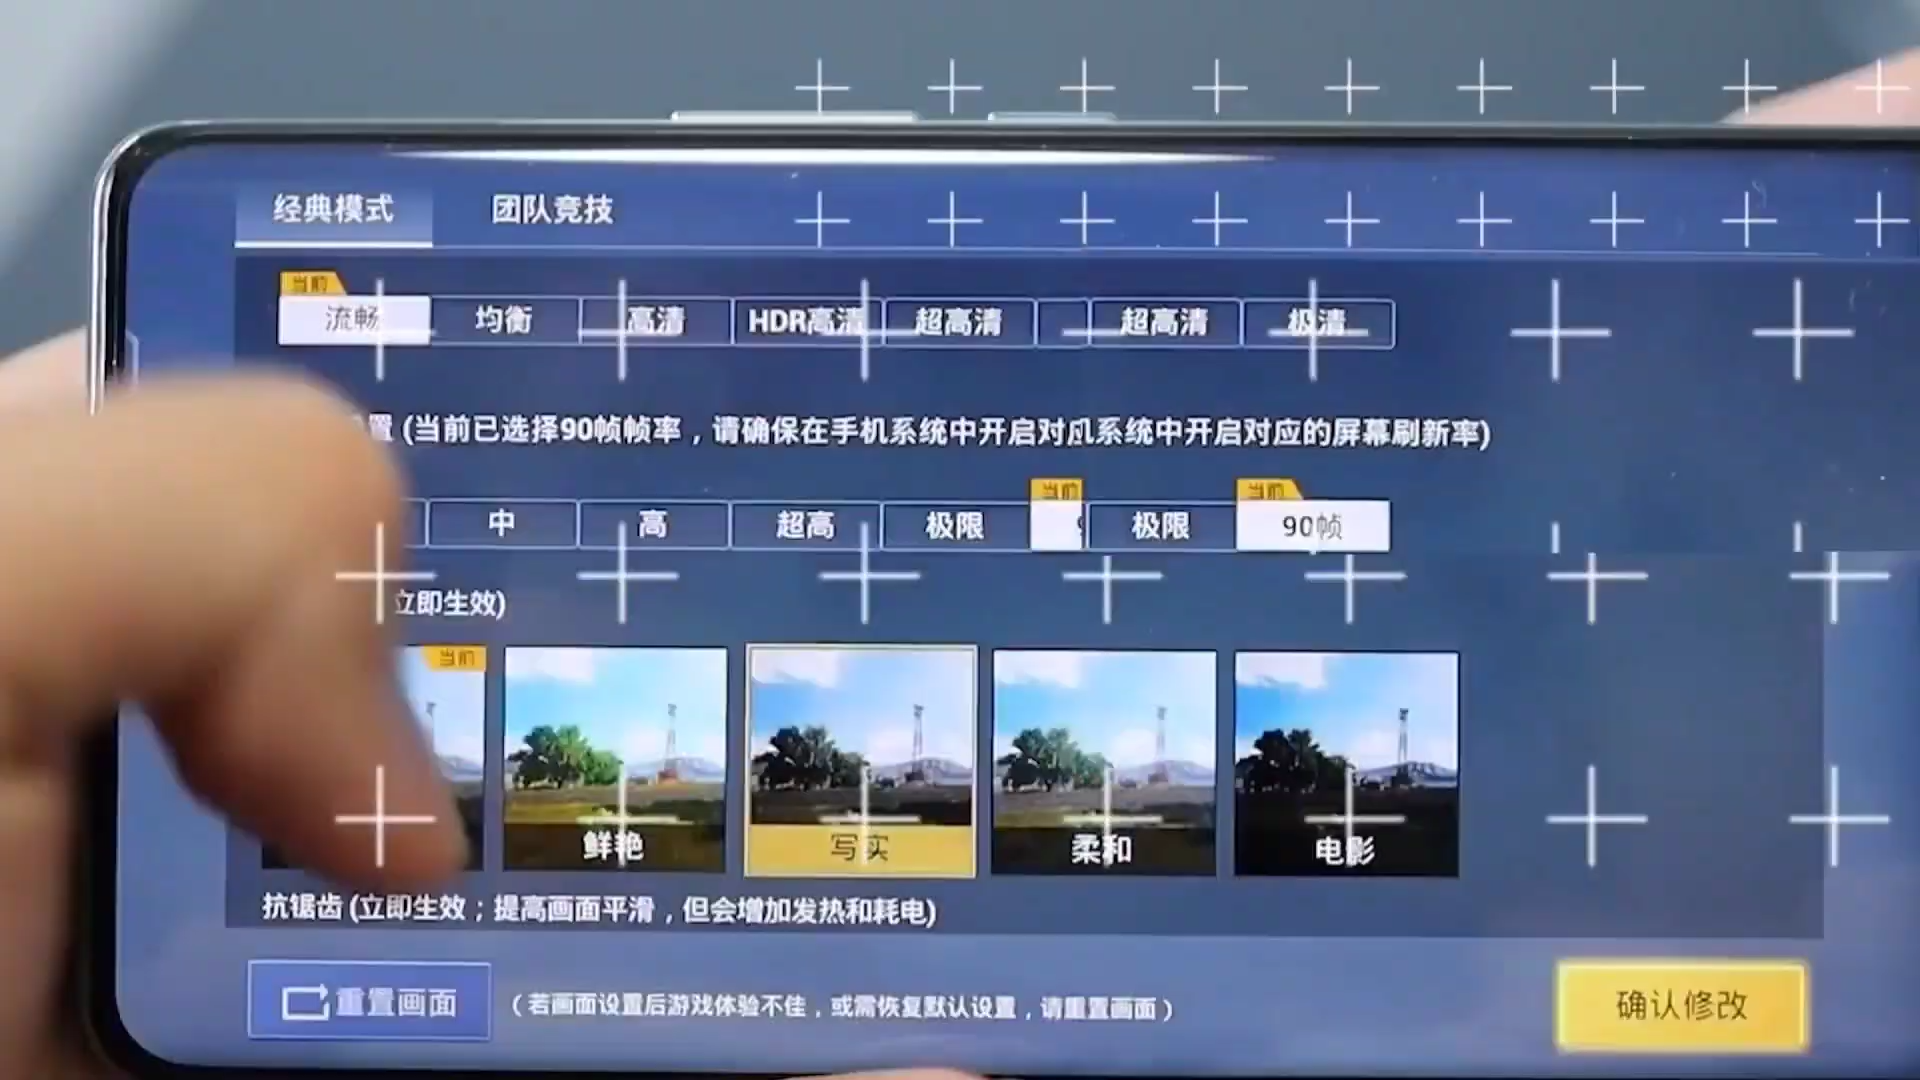 经典模式 团队竞技
当前
流畅 均衡 高清 HDR高清 超高清 超高清 极清
置 (当前已选择90帧帧率，请确保在手机系统中开启对应系统中开启对应的屏幕刷新率)
当前 当前
中 高 超高 极限 9 极限 90帧
立即生效)
当前
鲜艳 写实 柔和 电影
抗锯齿 (立即生效；提高画面平滑，但会增加发热和耗电)
重置画面 (若画面设置后游戏体验不佳，或需恢复默认设置，请重置画面) 确认修改